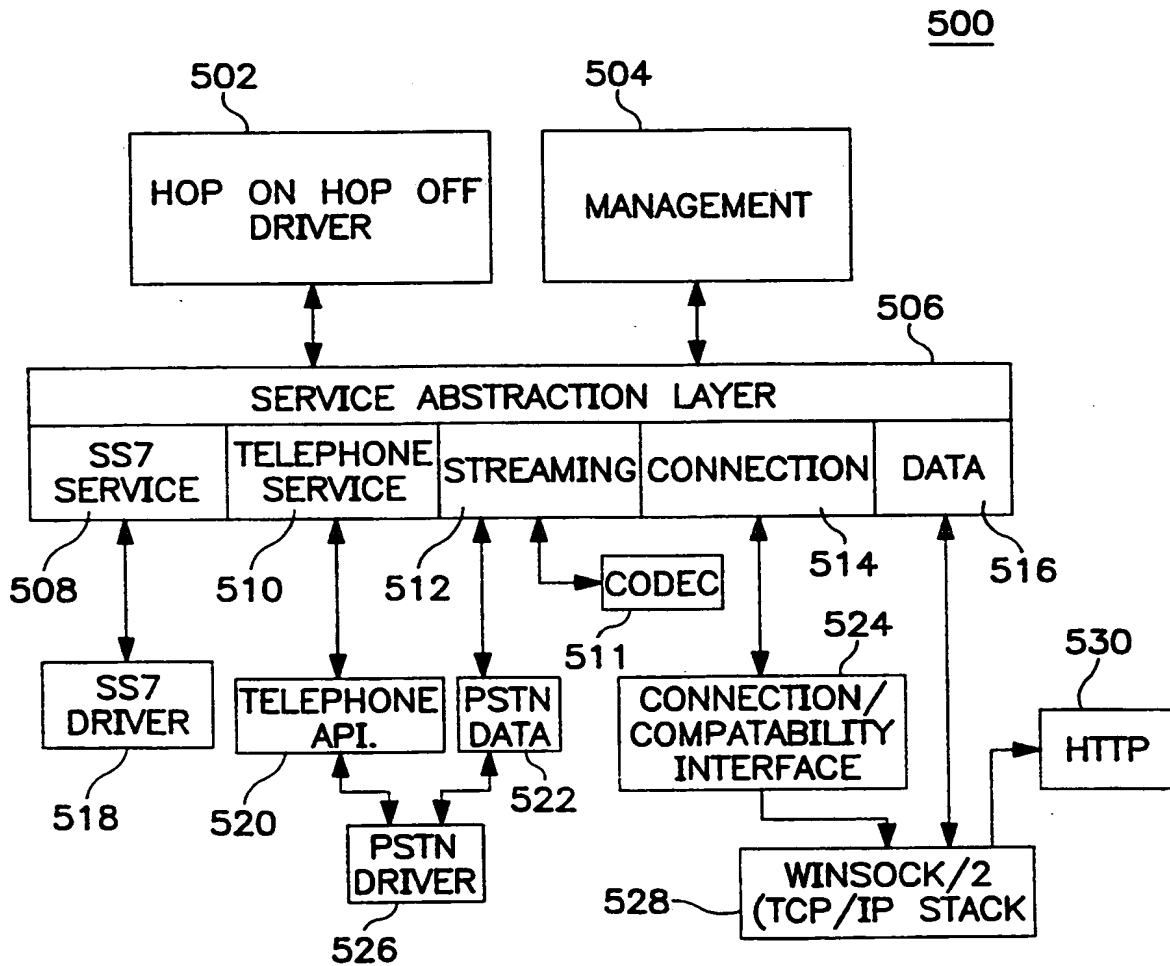 500
502
504
HOP ON HOP OFF
DRIVER
MANAGEMENT
506
SERVICE ABSTRACTION LAYER
SS7
SERVICE
TELEPHONE
SERVICE
STREAMING
CONNECTION
DATA
508
510
512
514
516
CODEC
511
524
530
SS7
DRIVER
TELEPHONE
API.
PSTN
DATA
CONNECTION/
COMPATABILITY
INTERFACE
HTTP
518
520
522
PSTN
DRIVER
526
528
WINSOCK/2
(TCP/IP STACK